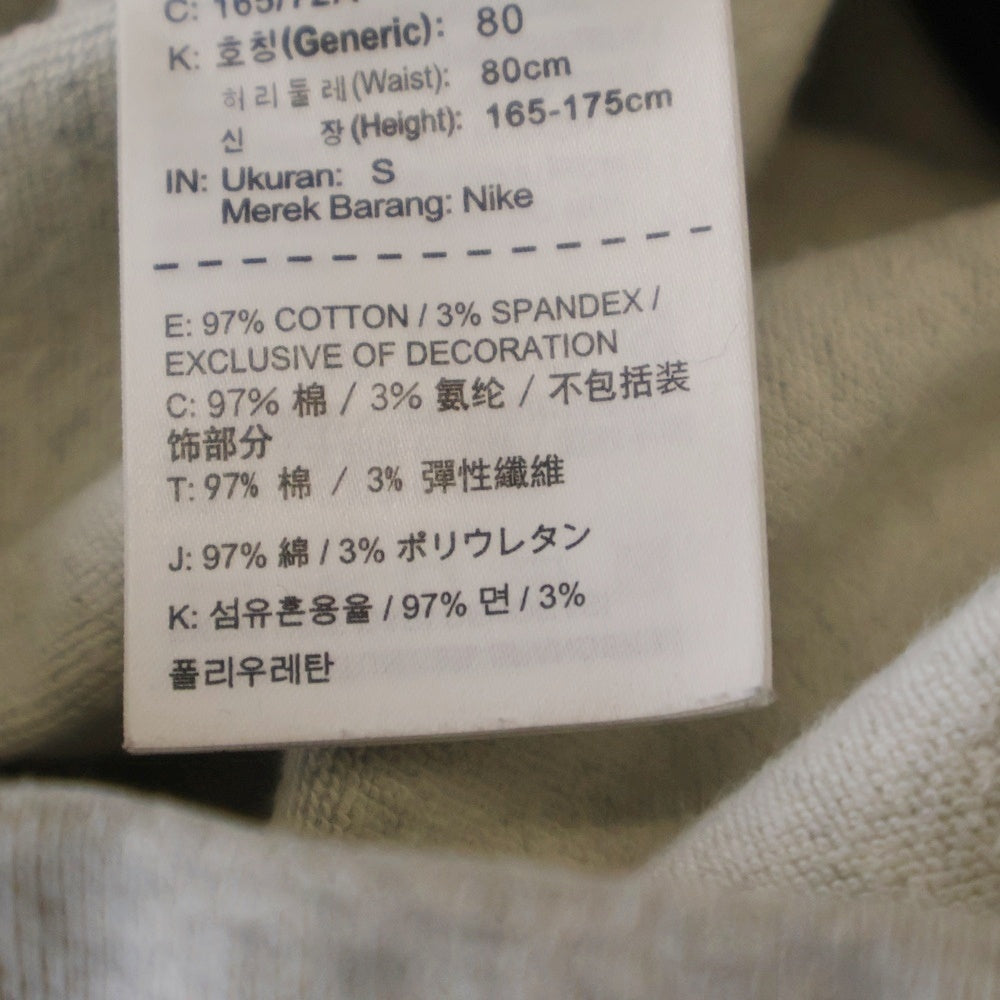 C: 165/72A
K: 호칭(Generic): 80
허리둘레(Waist): 80cm
신 장(Height): 165-175cm
IN: Ukuran: S
Merek Barang: Nike
E: 97% COTTON / 3% SPANDEX /
EXCLUSIVE OF DECORATION
C: 97% 棉 / 3% 氨纶 / 不包括装
饰部分
T: 97% 棉 / 3% 彈性纖維
J: 97% 綿 / 3% ポリウレタン
K: 섬유혼용율 / 97% 면 / 3%
폴리우레탄